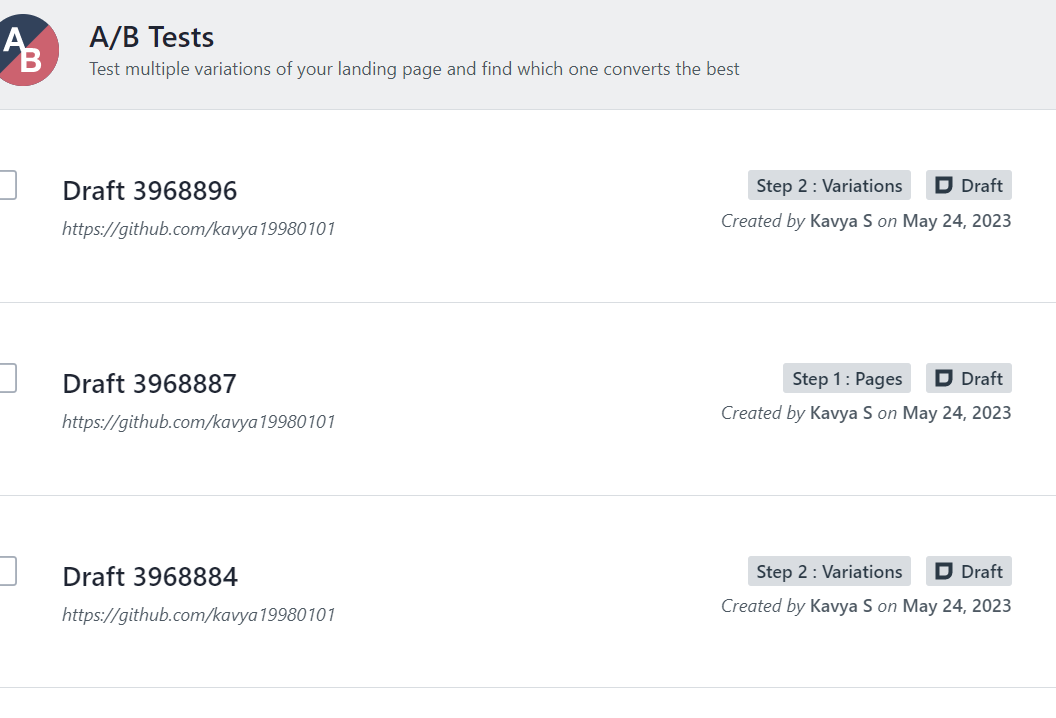 A
B
A/B Tests
Test multiple variations of your landing page and find which one converts the best
Draft 3968896
Step 2 : Variations
Draft
https://github.com/kavya19980101
Created by Kavya S on May 24, 2023
Draft 3968887
Step 1 : Pages
Draft
https://github.com/kavya19980101
Created by Kavya S on May 24, 2023
Draft 3968884
Step 2 : Variations
Draft
https://github.com/kavya19980101
Created by Kavya S on May 24, 2023